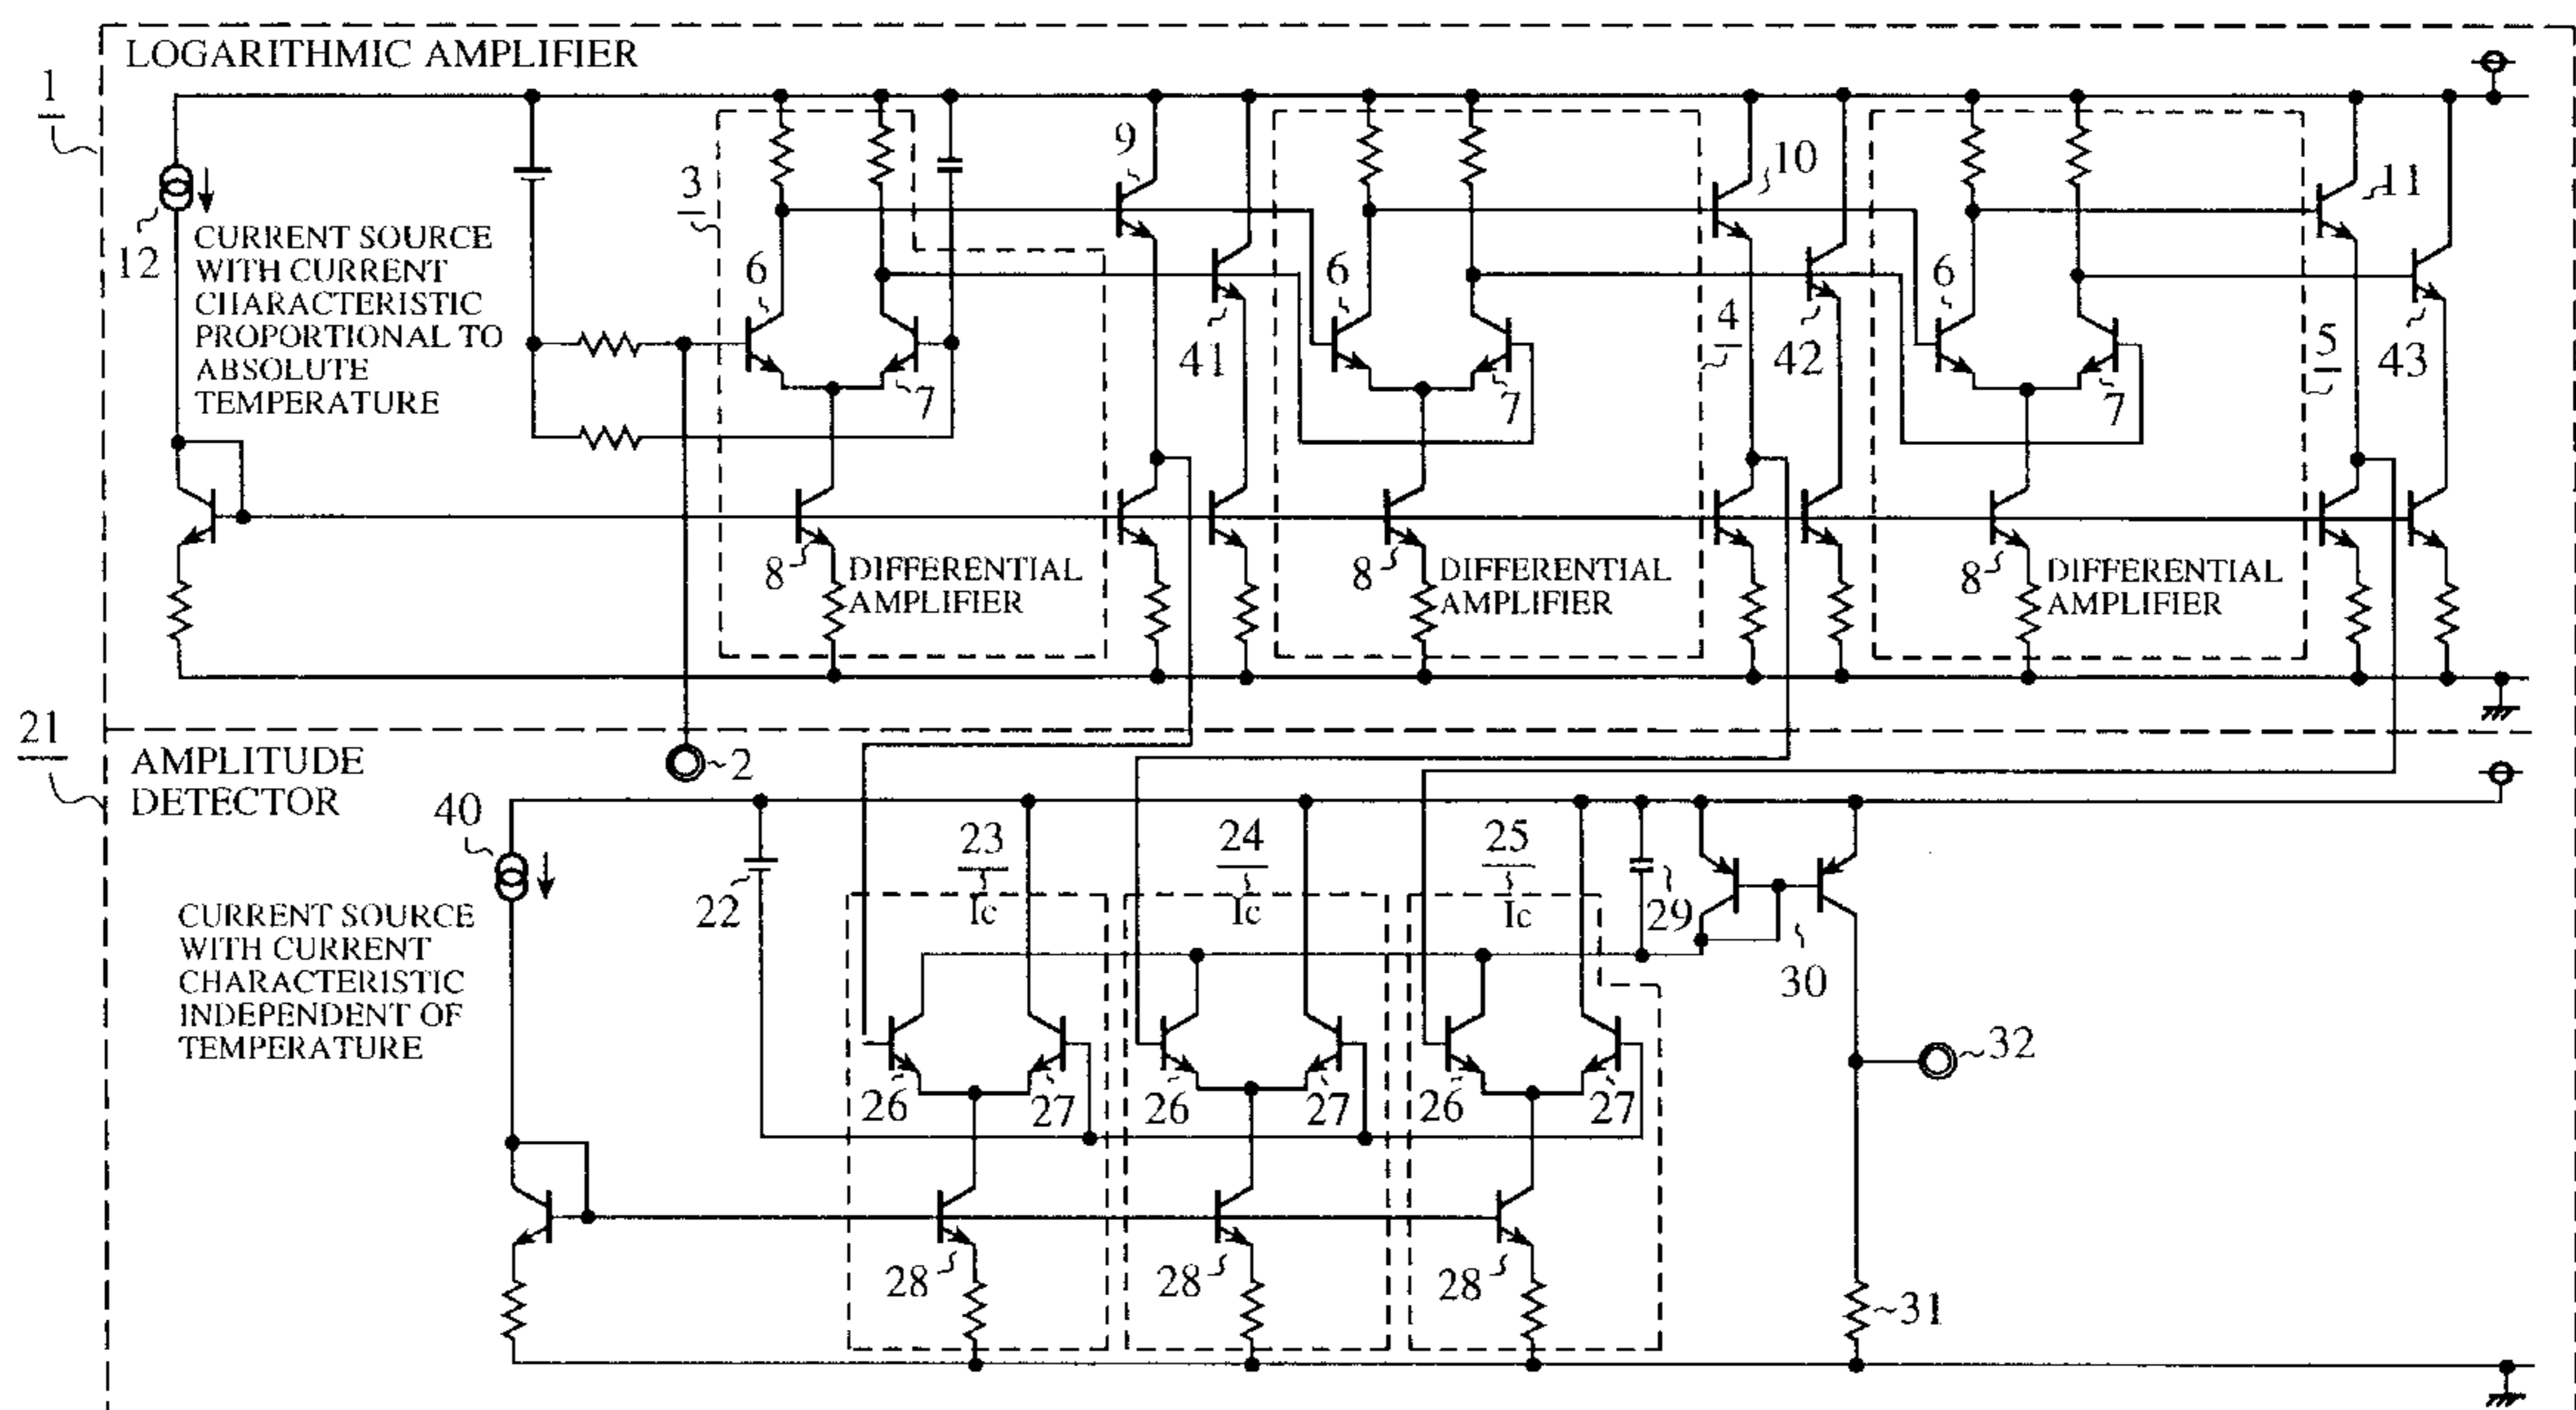 LOGARITHMIC AMPLIFIER
1
9
10
11
3
12
CURRENT SOURCE
WITH CURRENT
CHARACTERISTIC
PROPORTIONAL TO
ABSOLUTE
TEMPERATURE
6
7
41
6
7
4
42
6
7
5
43
8
DIFFERENTIAL
AMPLIFIER
8
DIFFERENTIAL
AMPLIFIER
8
DIFFERENTIAL
AMPLIFIER
21
AMPLITUDE
DETECTOR
2
40
CURRENT SOURCE
WITH CURRENT
CHARACTERISTIC
INDEPENDENT OF
TEMPERATURE
22
23
Ic
24
Ic
25
Ic
29
30
32
26
27
26
27
26
27
28
28
28
31